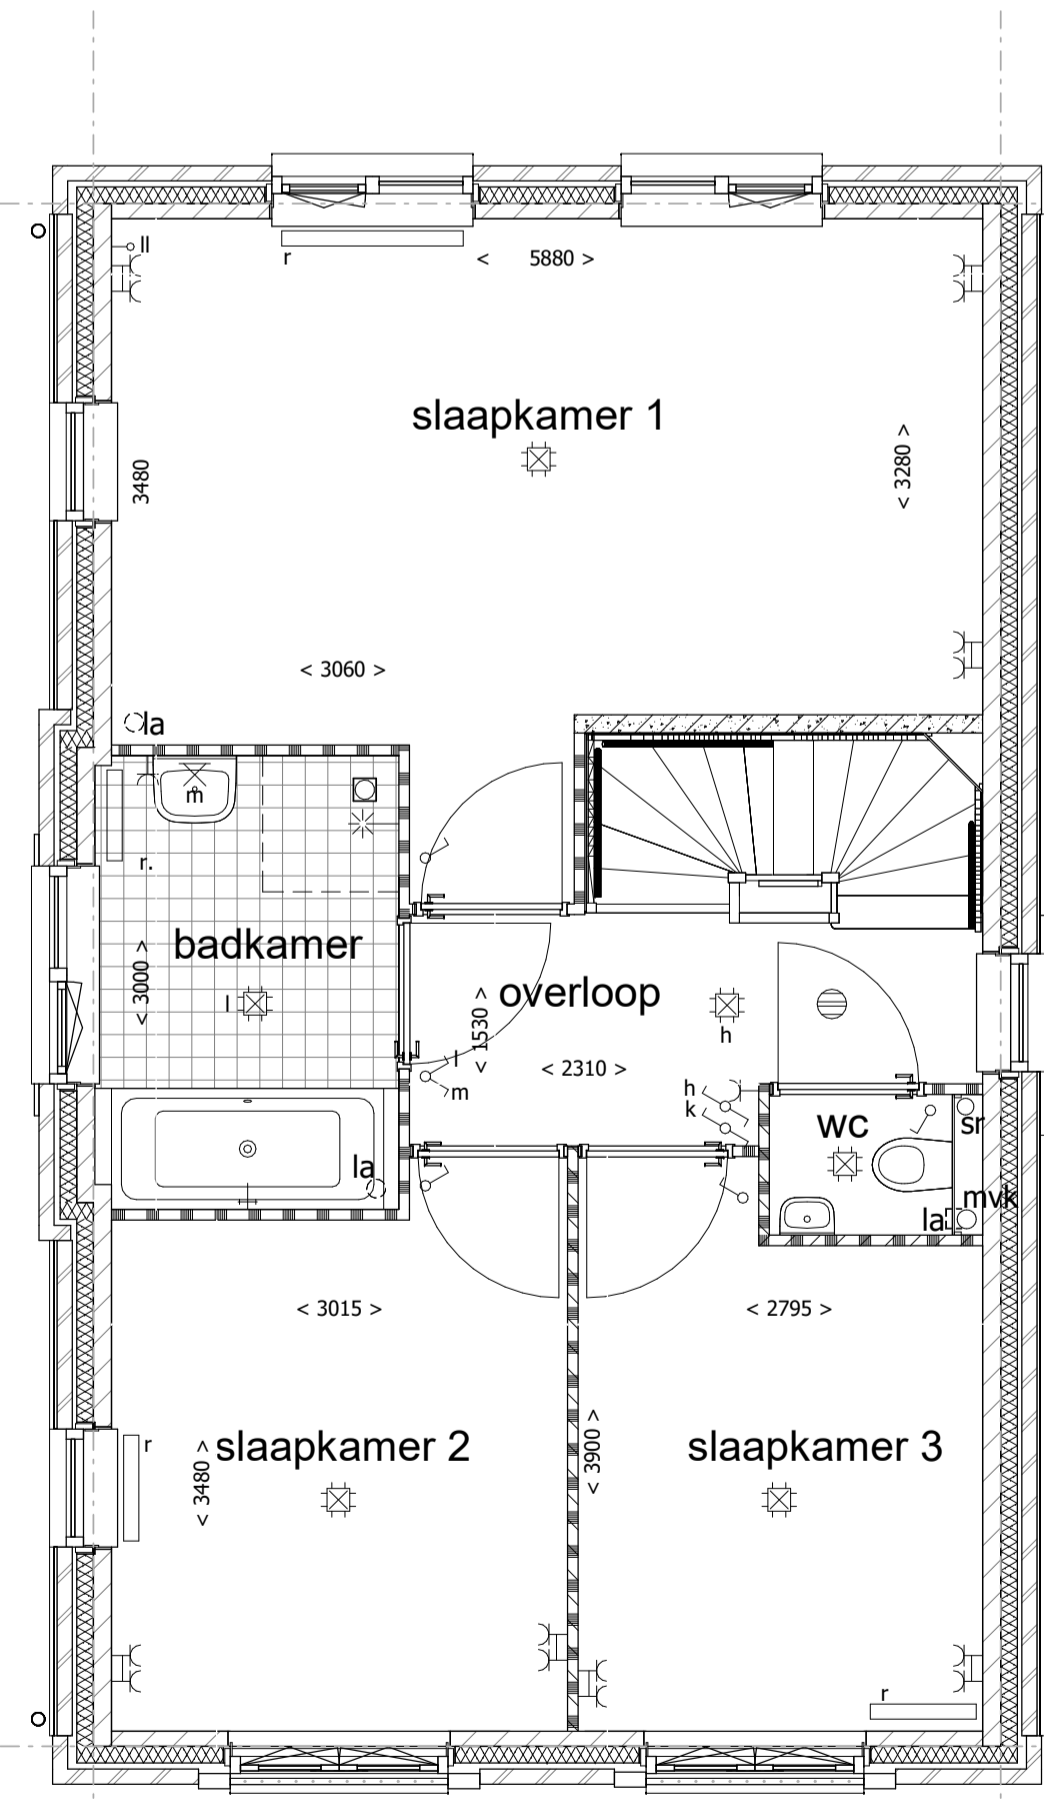 ll
r
< 5880 >
slaapkamer 1
3480
< 3280 >
< 3060 >
la
m
r.
badkamer
< 3000 >
l
overloop
< 1530 >
h
l
m
< 2310 >
h
k
wc
sr
la
mvk
la
< 3015 >
< 2795 >
r
slaapkamer 2
< 3480 >
< 3900 >
slaapkamer 3
r